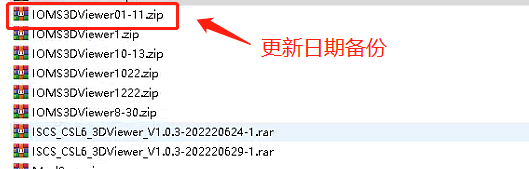 IOMS3DViewer01-11.zip
IOMS3DViewer1.zip
更新日期备份
IOMS3DViewer10-13.zip
IOMS3DViewer1022.zip
IOMS3DViewer1222.zip
IOMS3DViewer8-30.zip
ISCS_CSL6_3DViewer_V1.0.3-202220624-1.rar
ISCS_CSL6_3DViewer_V1.0.3-202220629-1.rar